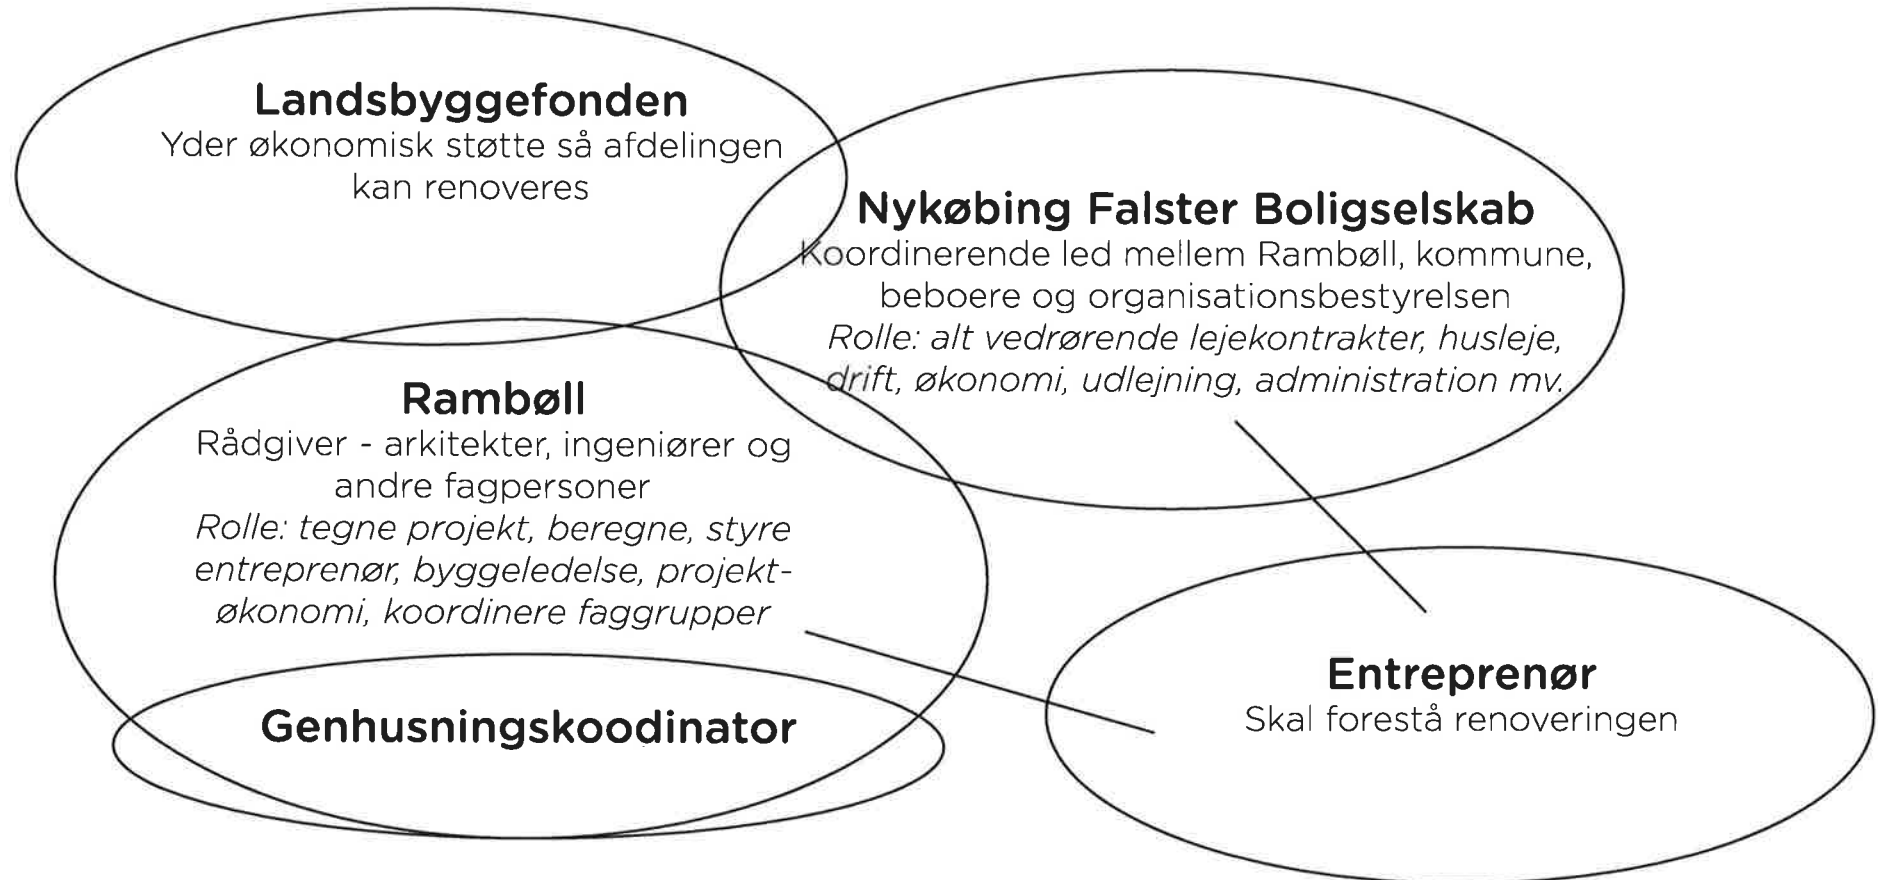 Landsbyggefonden
Yder økonomisk støtte så afdelingen
kan renoveres
Nykøbing Falster Boligselskab
Koordinerende led mellem Rambøll, kommune,
beboere og organisationsbestyrelsen
Rolle: alt vedrørende lejekontrakter, husleje,
drift, økonomi, udlejning, administration mv.
Rambøll
Rådgiver - arkitekter, ingeniører og
andre fagpersoner
Rolle: tegne projekt, beregne, styre
entreprenør, byggeledelse, projekt-
økonomi, koordinere faggrupper
Genhusningskoodinator
Entreprenør
Skal forestå renoveringen